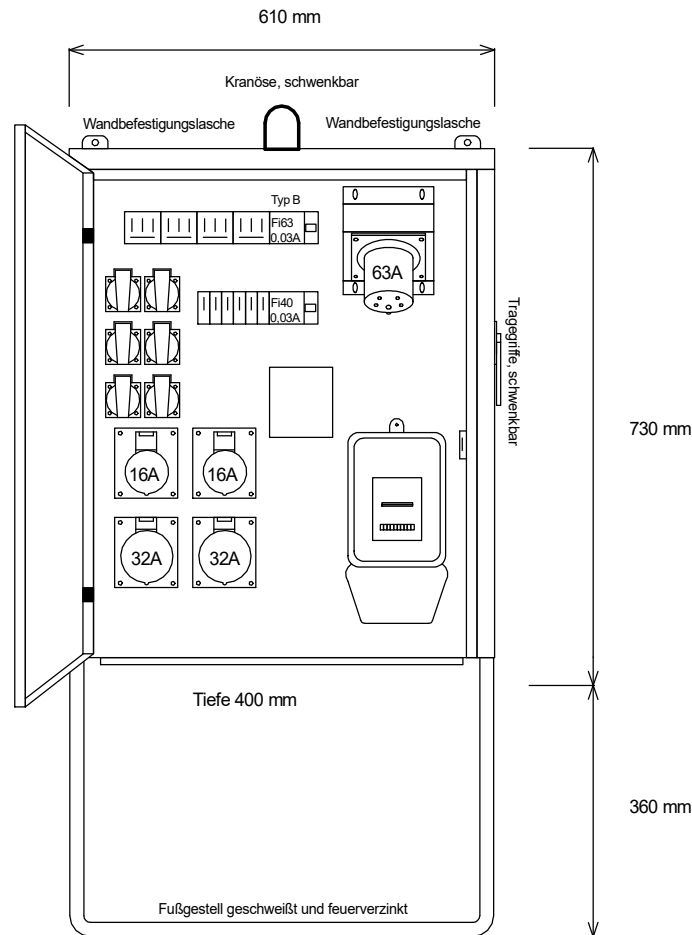 610 mm
Kranöse, schwenkbar
Wandbefestigungslasche
Wandbefestigungslasche
Typ B
Fi63
0,03A
63A
Fi40
0,03A
Tragegriffe, schwenkbar
730 mm
16A
16A
32A
32A
Tiefe 400 mm
360 mm
Fußgestell geschweißt und feuerverzinkt